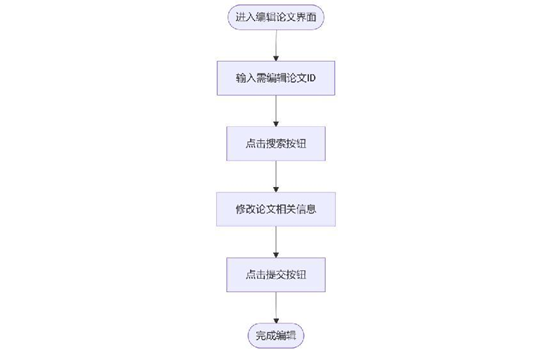 进入编辑论文界面
输入需编辑论文ID
点击搜索按钮
修改论文相关信息
点击提交按钮
完成编辑